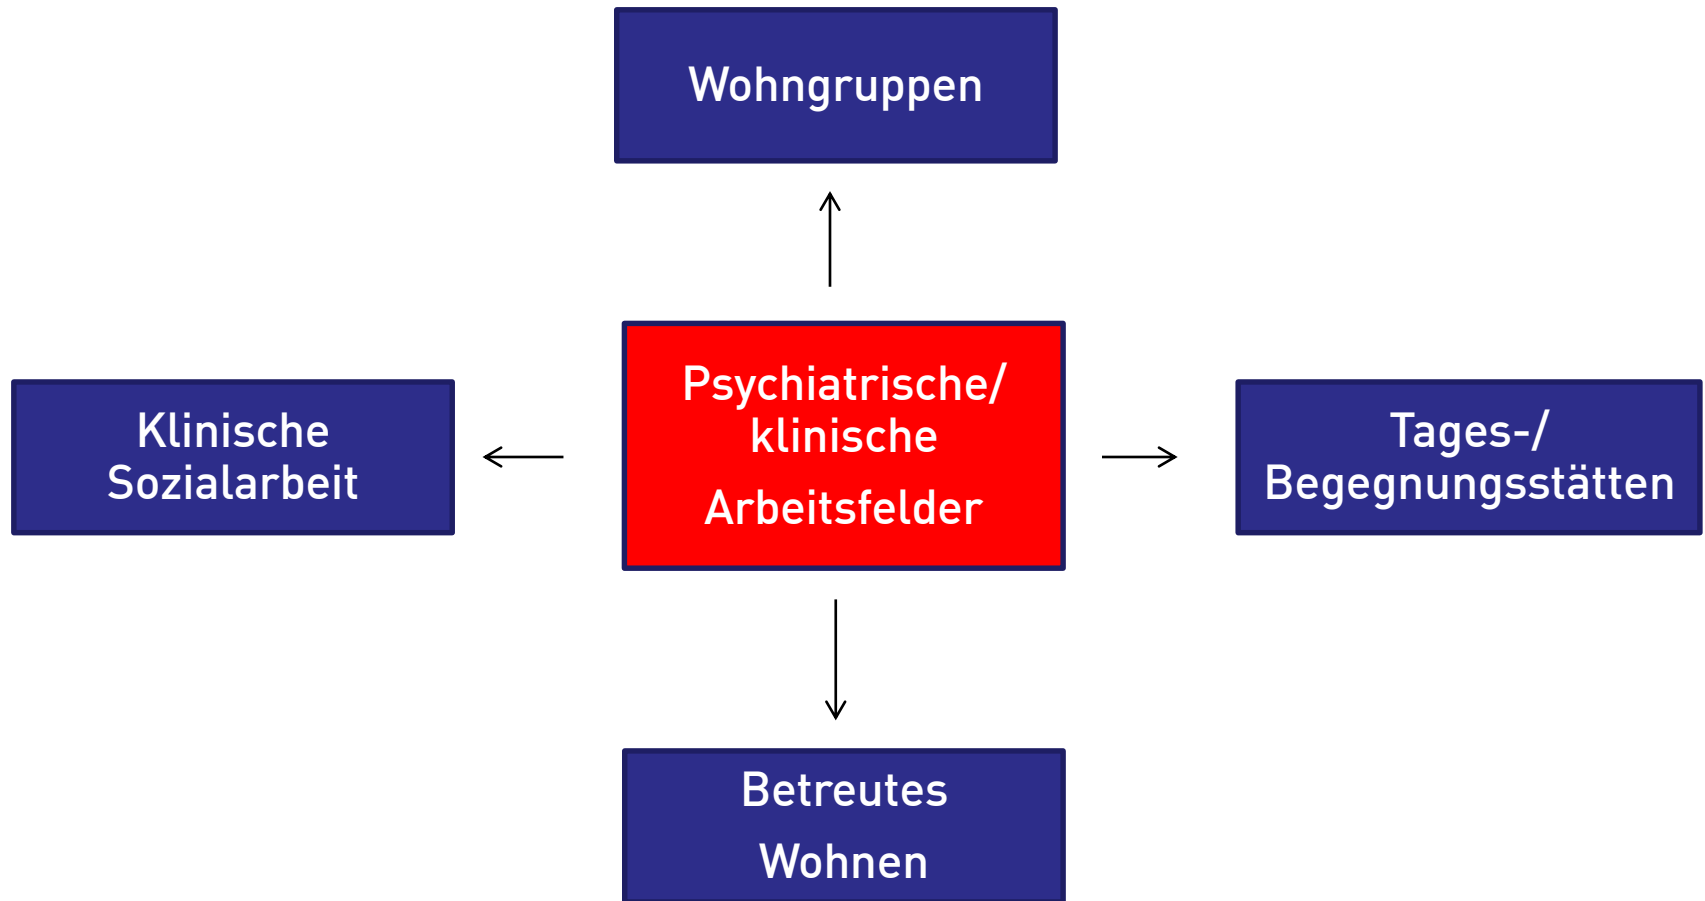 Wohngruppen
Psychiatrische/
klinische
Arbeitsfelder
Klinische
Sozialarbeit
Tages-/
Begegnungsstätten
Betreutes
Wohnen